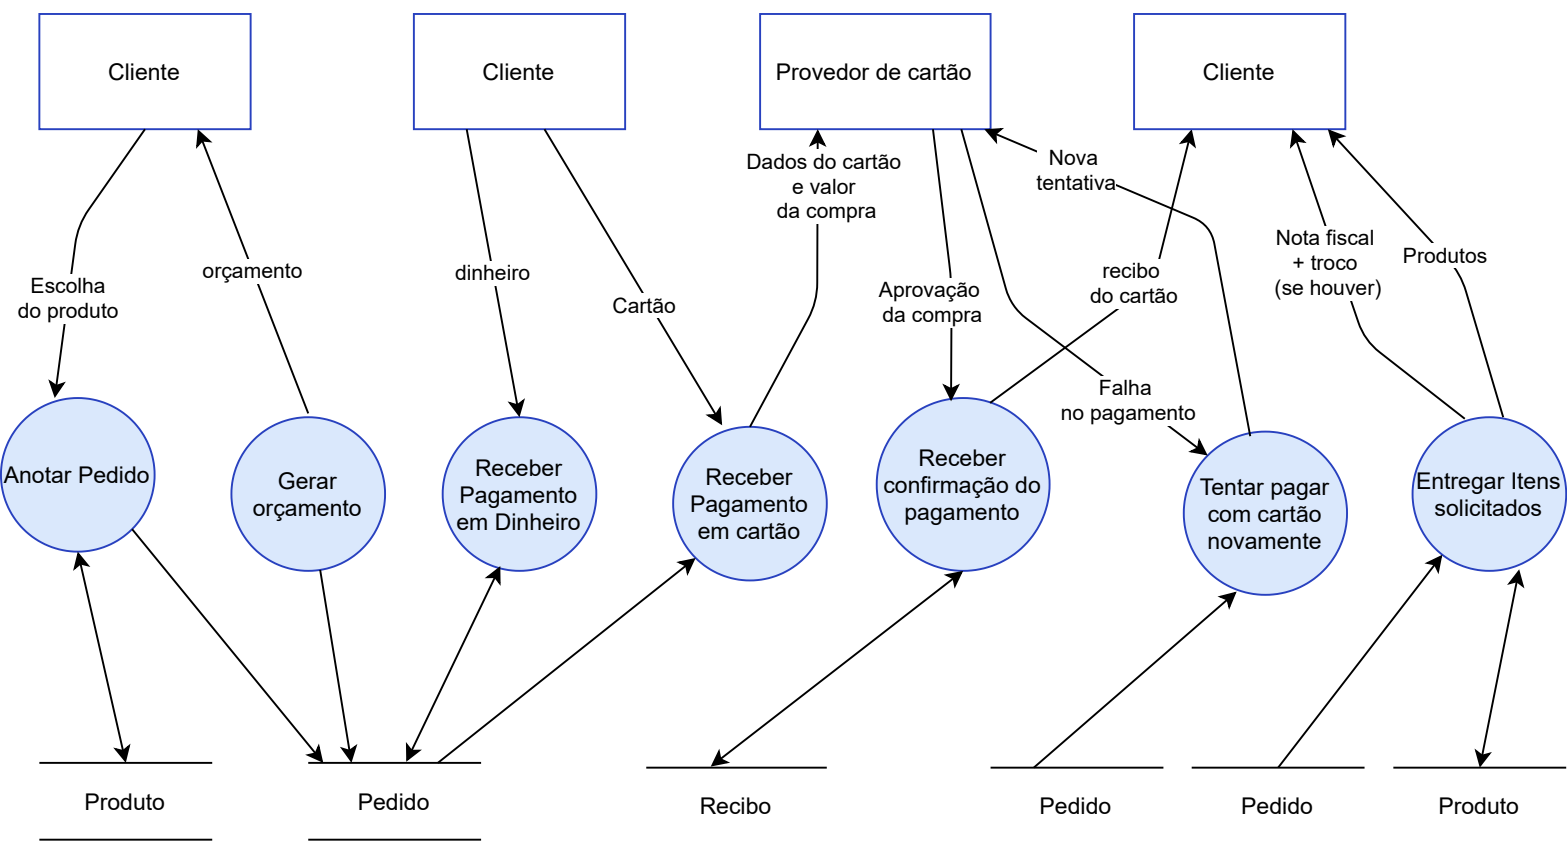 Cliente
Cliente
Provedor de cartão
Cliente
Dados do cartão
e valor
da compra
Nova
tentativa
Escolha
do produto
orçamento
dinheiro
Cartão
Aprovação
da compra
recibo
do cartão
Nota fiscal
+ troco
(se houver)
Produtos
Falha
no pagamento
Anotar Pedido
Gerar
orçamento
Receber
Pagamento
em Dinheiro
Receber
Pagamento
em cartão
Receber
confirmação do
pagamento
Tentar pagar
com cartão
novamente
Entregar Itens
solicitados
Produto
Pedido
Recibo
Pedido
Pedido
Produto